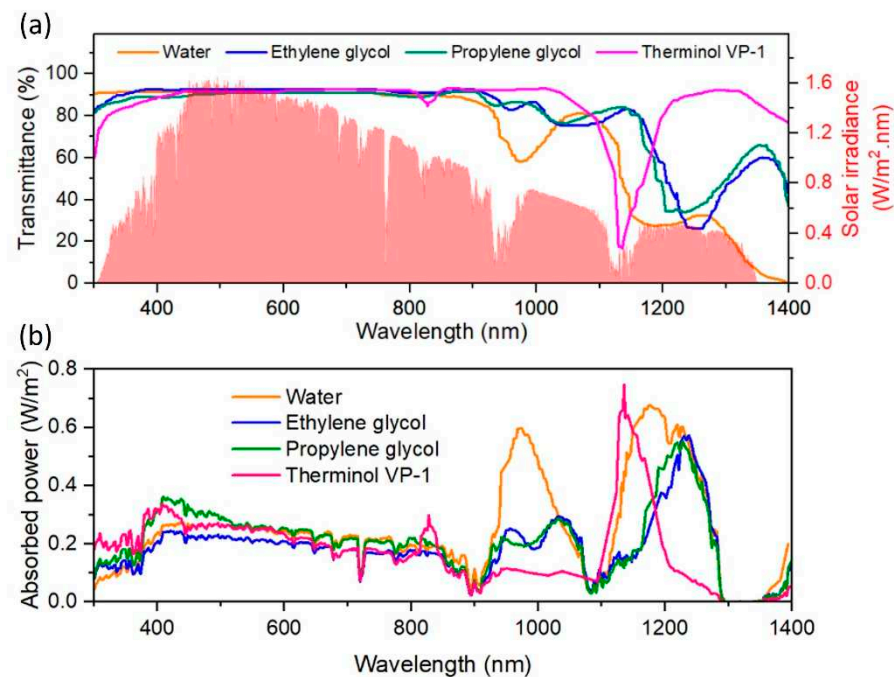 (a)
Water Ethylene glycol Propylene glycol Therminol VP-1
Transmittance (%)
100
80
60
40
20
0
1.6
1.2
0.8
0.4
0.0
Solar irradiance
(W/m².nm)
400 600 800 1000 1200 1400
Wavelength (nm)
(b)
Absorbed power (W/m²)
0.8
0.6
0.4
0.2
0.0
Water
Ethylene glycol
Propylene glycol
Therminol VP-1
400 600 800 1000 1200 1400
Wavelength (nm)